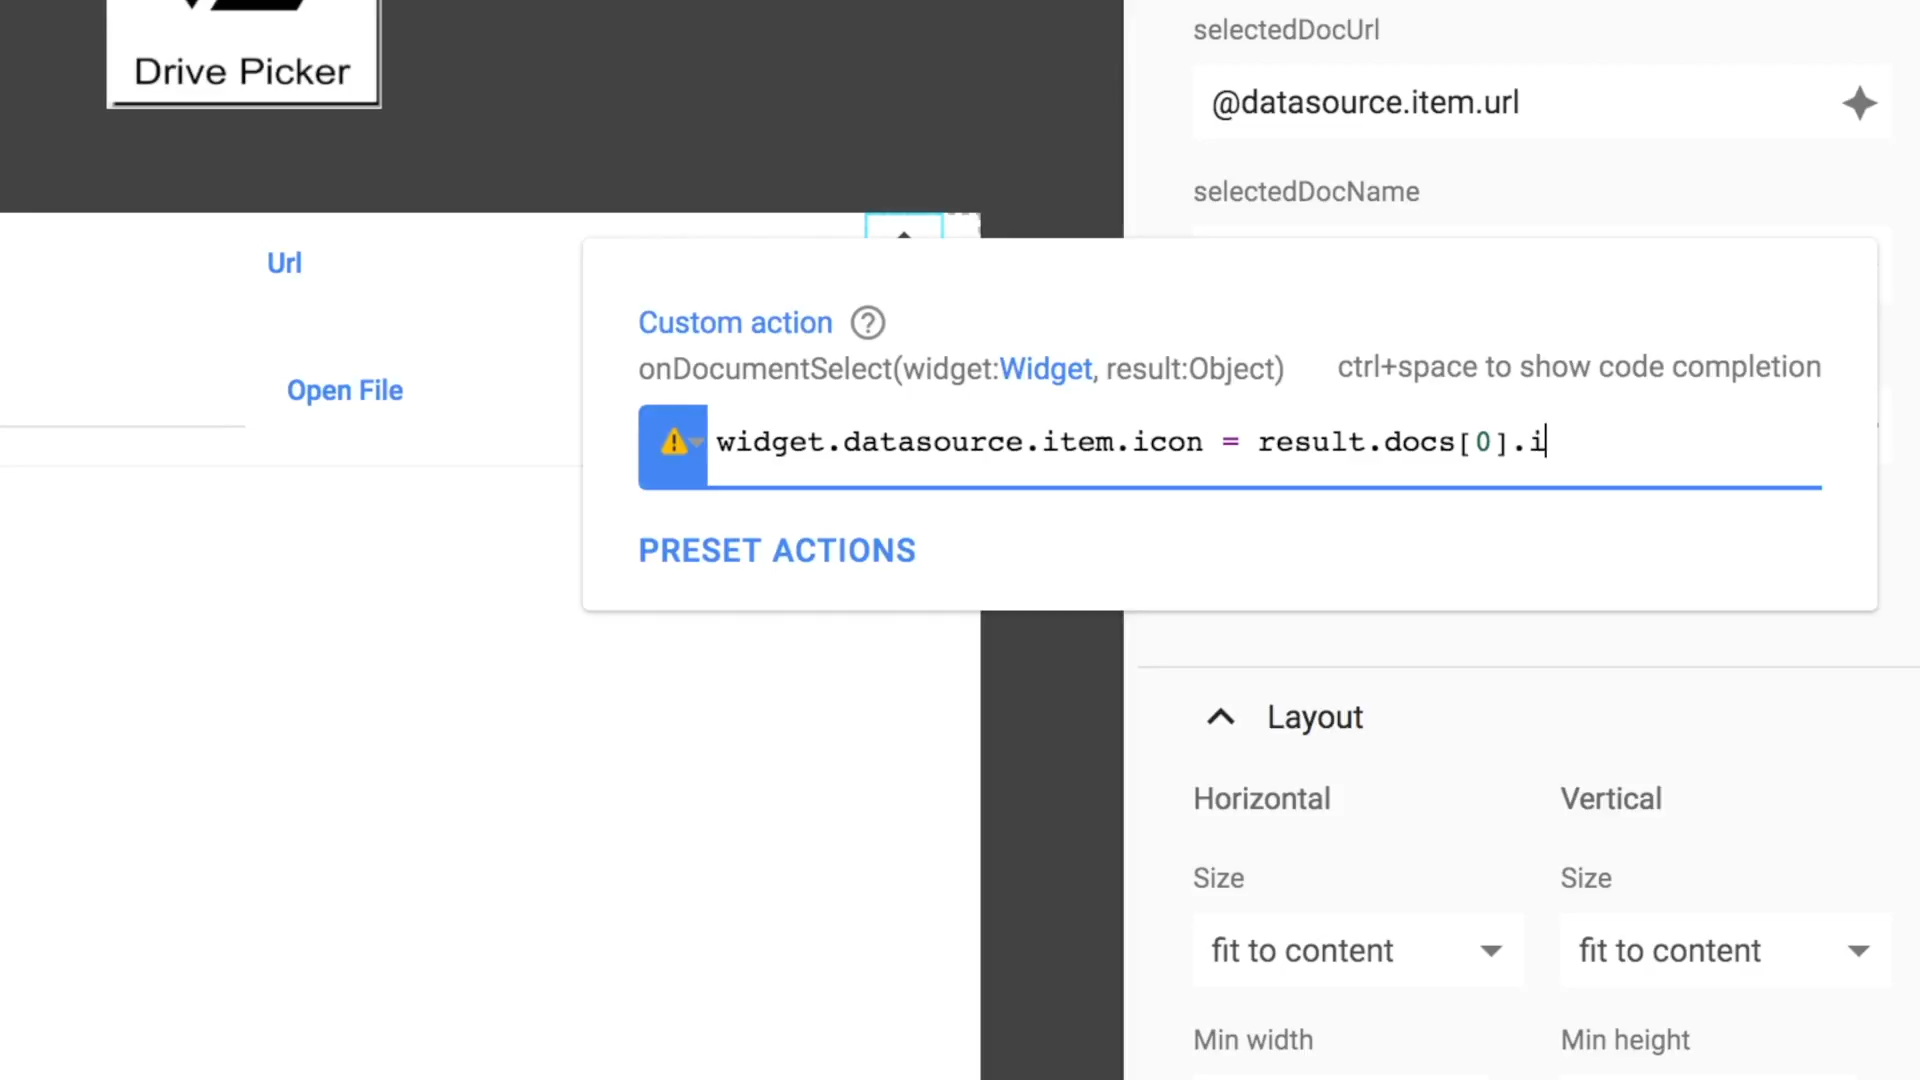 Drive Picker
Url
Open File
selectedDocUrl
@datasource.item.url
selectedDocName
Custom action ?
onDocumentSelect(widget:Widget, result:Object)
ctrl+space to show code completion
widget.datasource.item.icon = result.docs[0].i
PRESET ACTIONS
Layout
Horizontal
Vertical
Size
Size
fit to content
fit to content
Min width
Min height